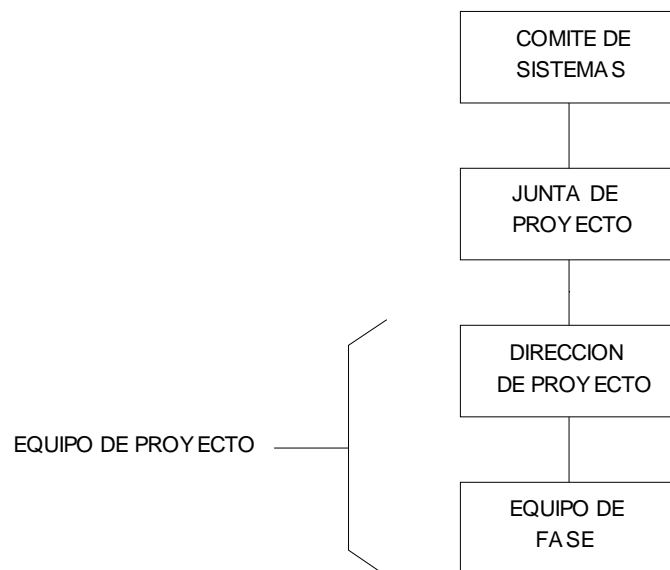 COMITE DE
SISTEMAS
JUNTA DE
PROYECTO
DIRECCION
DE PROYECTO
EQUIPO DE PROYECTO
EQUIPO DE
FASE